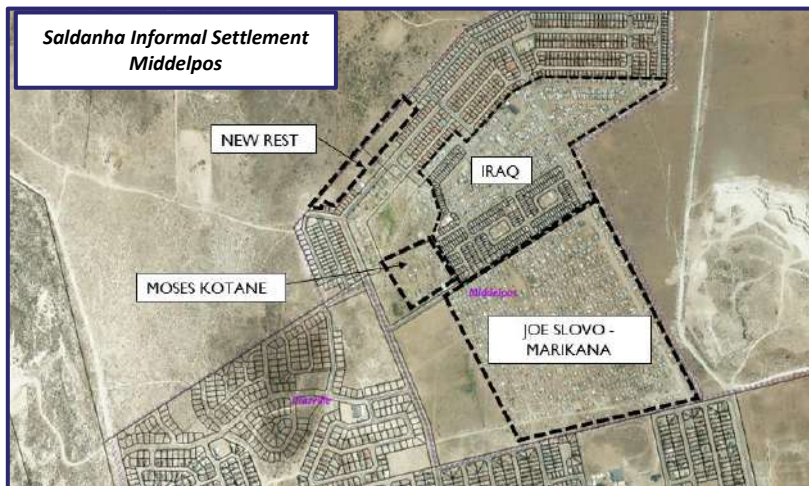 Saldanha Informal Settlement
Middelpos
NEW REST
IRAQ
MOSES KOTANE
Middelpos
JOE SLOVO -
MARIKANA